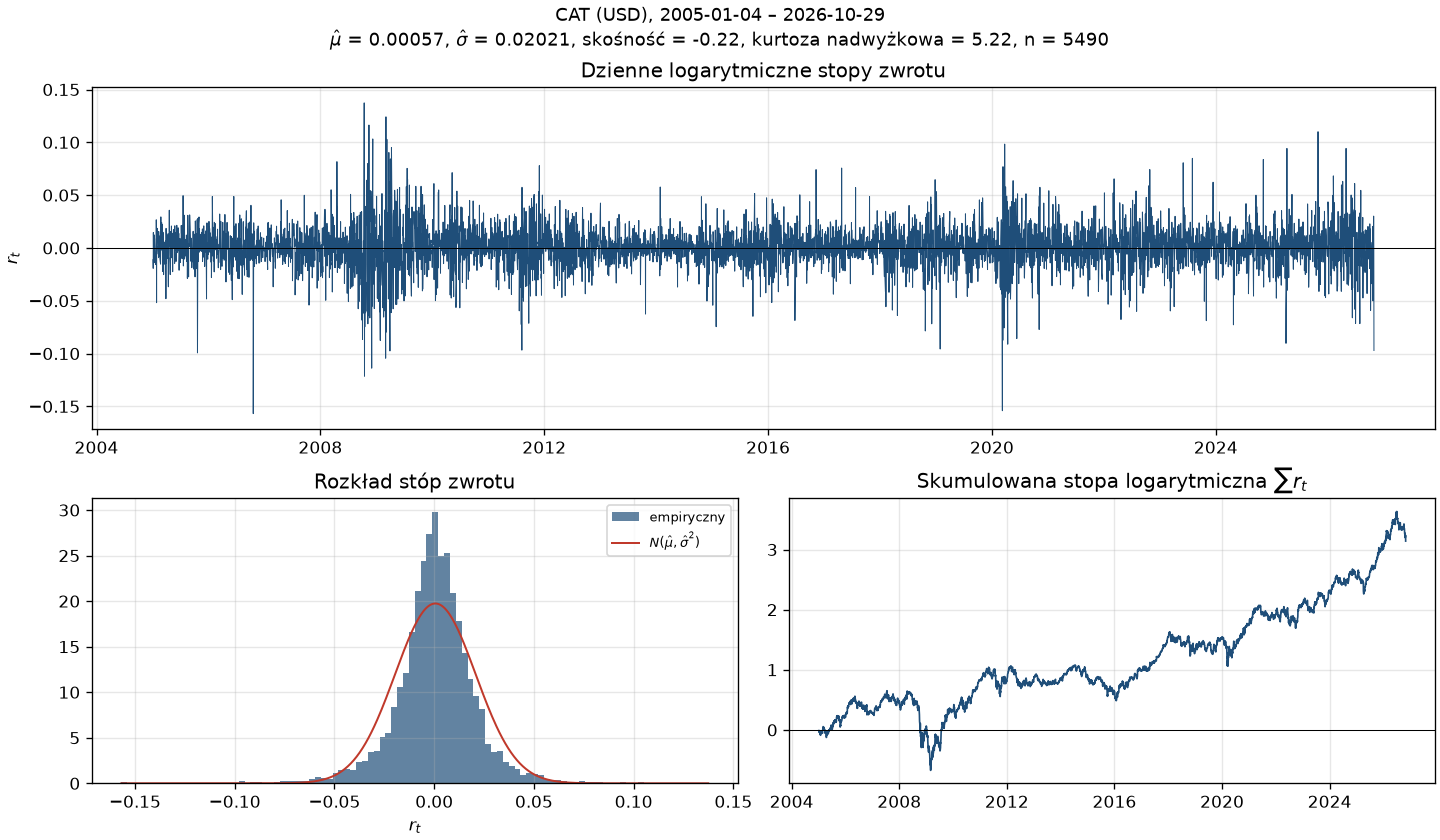 CAT (USD), 2005-01-04 – 2026-10-29
μ̂ = 0.00057, σ̂ = 0.02021, skośność = -0.22, kurtoza nadwyżkowa = 5.22, n = 5490
Dzienne logarytmiczne stopy zwrotu
0.15
0.10
0.05
0.00
−0.05
−0.10
−0.15
r_t
2004 2008 2012 2016 2020 2024
Rozkład stóp zwrotu
30
25
20
15
10
5
0
empiryczny
N(μ̂, σ̂²)
−0.15 −0.10 −0.05 0.00 0.05 0.10 0.15
r_t
Skumulowana stopa logarytmiczna ∑r_t
3
2
1
0
2004 2008 2012 2016 2020 2024